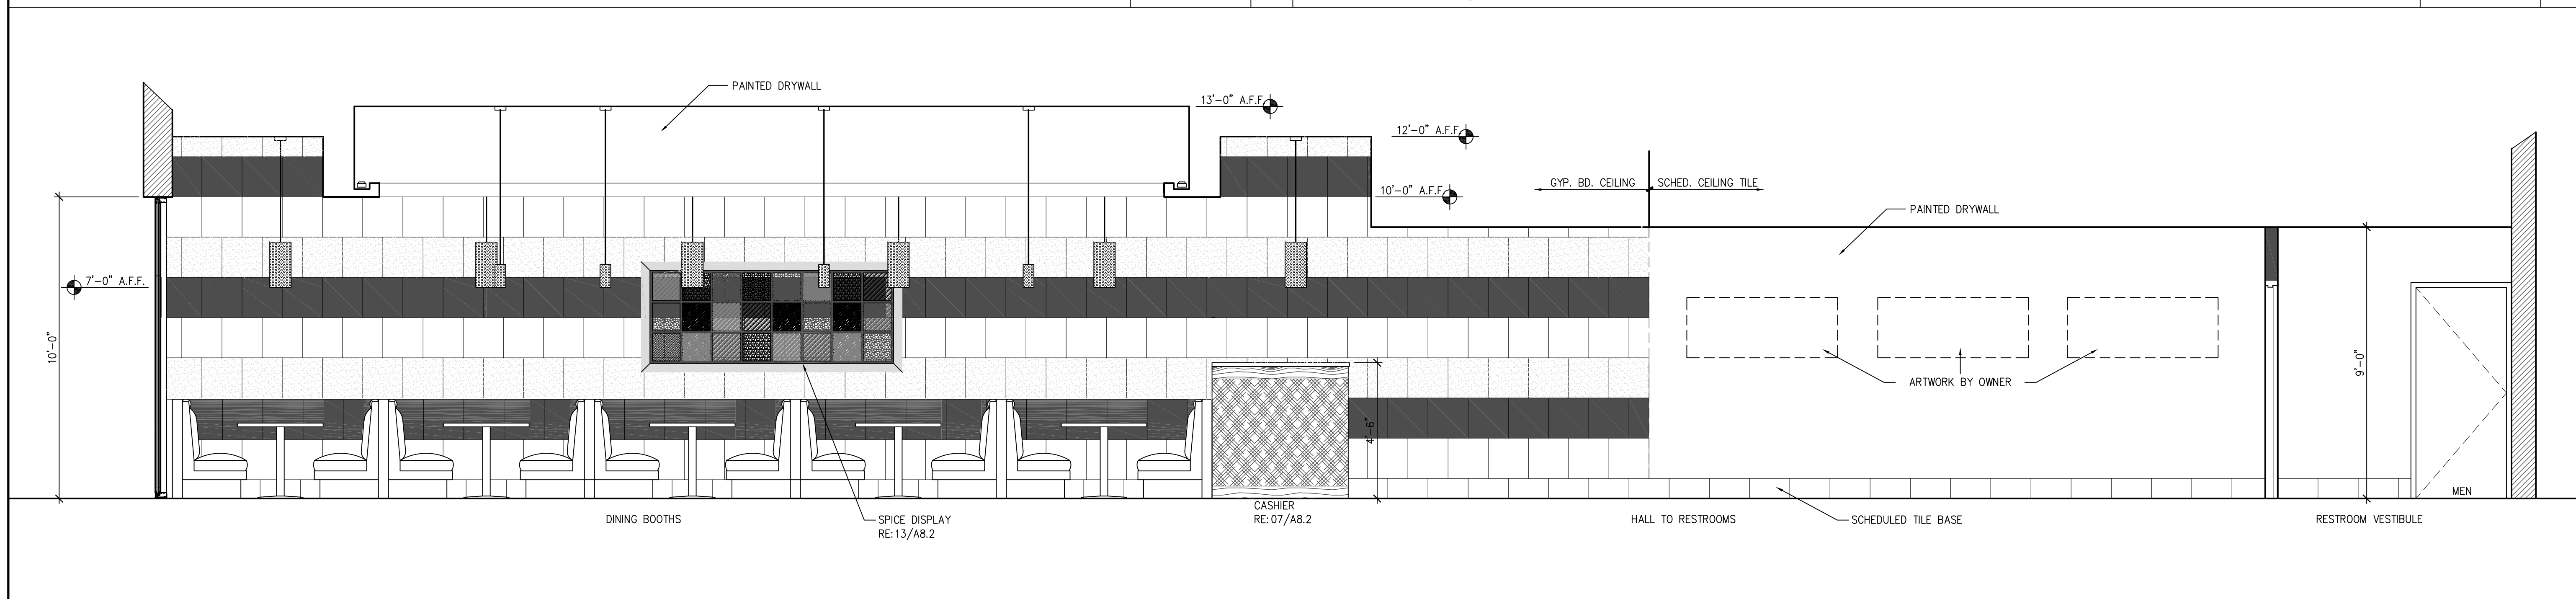 PAINTED DRYWALL
13'-0" A.F.F.
12'-0" A.F.F.
10'-0" A.F.F.
GYP. BD. CEILING
SCHED. CEILING TILE
PAINTED DRYWALL
7'-0" A.F.F.
10'-0"
ARTWORK BY OWNER
9'-0"
4'-6"
MEN
DINING BOOTHS
SPICE DISPLAY
RE:13/A8.2
CASHIER
RE:07/A8.2
HALL TO RESTROOMS
SCHEDULED TILE BASE
RESTROOM VESTIBULE